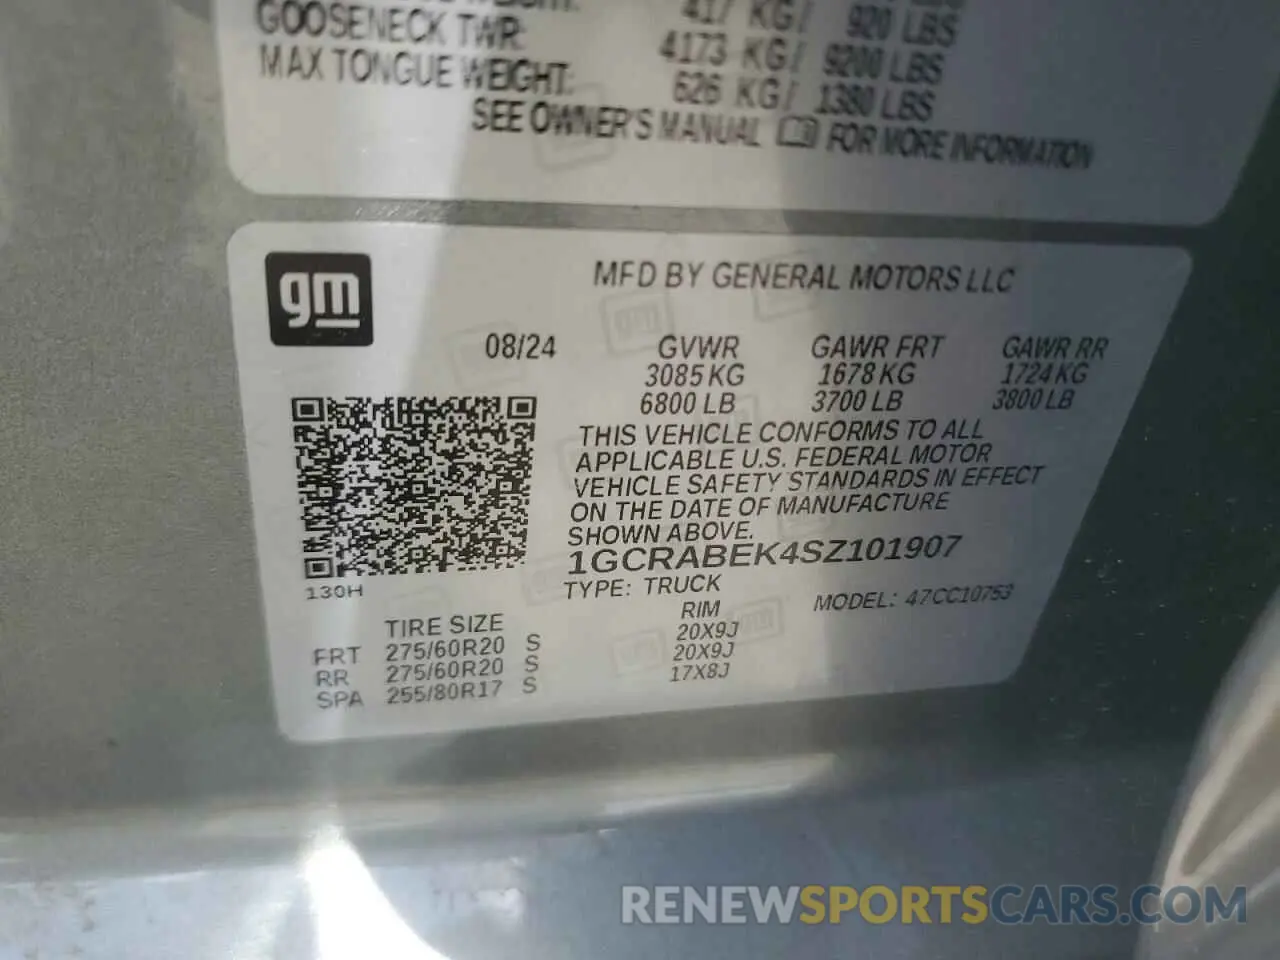 417 KG/ 920 LBS
GOOSENECK TWR: 4173 KG/ 9200 LBS
MAX TONGUE WEIGHT: 626 KG/ 1380 LBS
SEE OWNER'S MANUAL FOR MORE INFORMATION
gm
MFD BY GENERAL MOTORS LLC
08/24 GVWR GAWR FRT GAWR RR
3085 KG 1678 KG 1724 KG
6800 LB 3700 LB 3800 LB
THIS VEHICLE CONFORMS TO ALL
APPLICABLE U.S. FEDERAL MOTOR
VEHICLE SAFETY STANDARDS IN EFFECT
ON THE DATE OF MANUFACTURE
SHOWN ABOVE.
1GCRABEK4SZ101907
130H
TYPE: TRUCK MODEL: 47CC10753
TIRE SIZE RIM
FRT 275/60R20 S 20X9J
RR 275/60R20 S 20X9J
SPA 255/80R17 S 17X8J
RENEWSPORTSCARS.COM